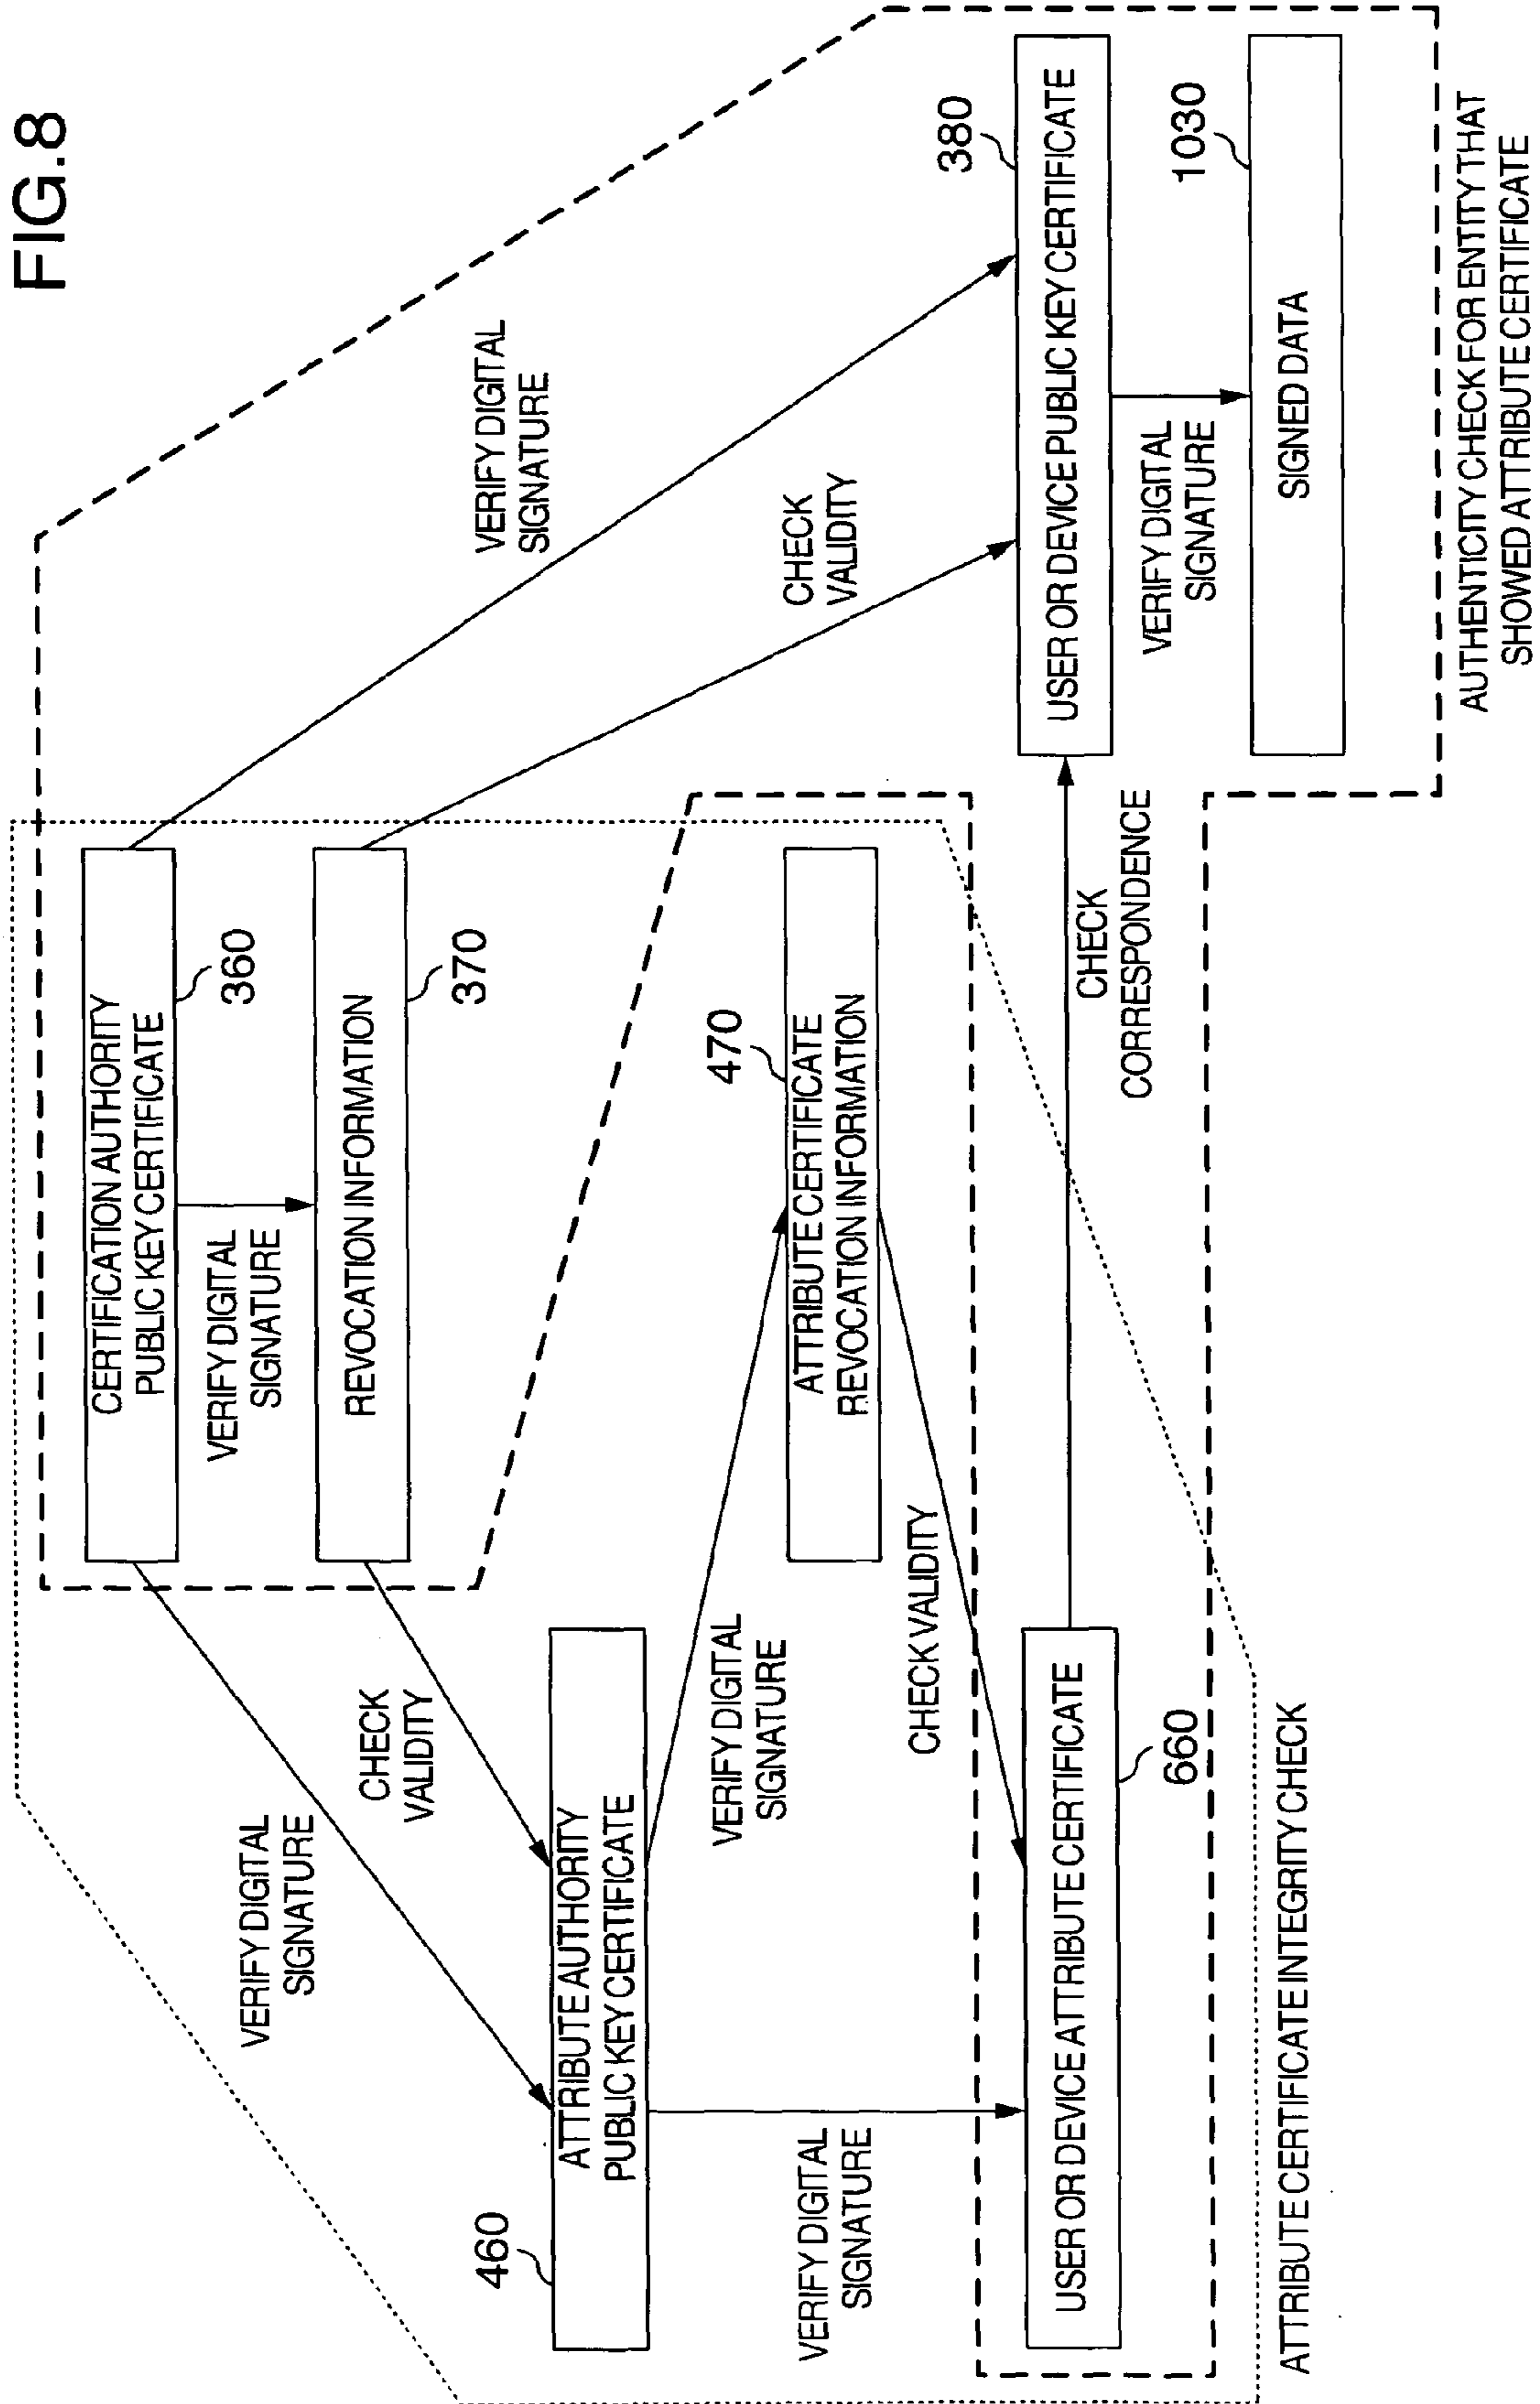 FIG.8
CERTIFICATION AUTHORITY
PUBLIC KEY CERTIFICATE
360
VERIFY DIGITAL
SIGNATURE
VERIFY DIGITAL
SIGNATURE
VERIFY DIGITAL
SIGNATURE
REVOCATION INFORMATION
370
CHECK
VALIDITY
CHECK
VALIDITY
460
ATTRIBUTE AUTHORITY
PUBLIC KEY CERTIFICATE
VERIFY DIGITAL
SIGNATURE
470
ATTRIBUTE CERTIFICATE
REVOCATION INFORMATION
VERIFY DIGITAL
SIGNATURE
CHECK VALIDITY
380
USER OR DEVICE ATTRIBUTE CERTIFICATE
660
CHECK
CORRESPONDENCE
USER OR DEVICE PUBLIC KEY CERTIFICATE
VERIFY DIGITAL
SIGNATURE
1030
SIGNED DATA
ATTRIBUTE CERTIFICATE INTEGRITY CHECK
AUTHENTICITY CHECK FOR ENTITY THAT
SHOWED ATTRIBUTE CERTIFICATE